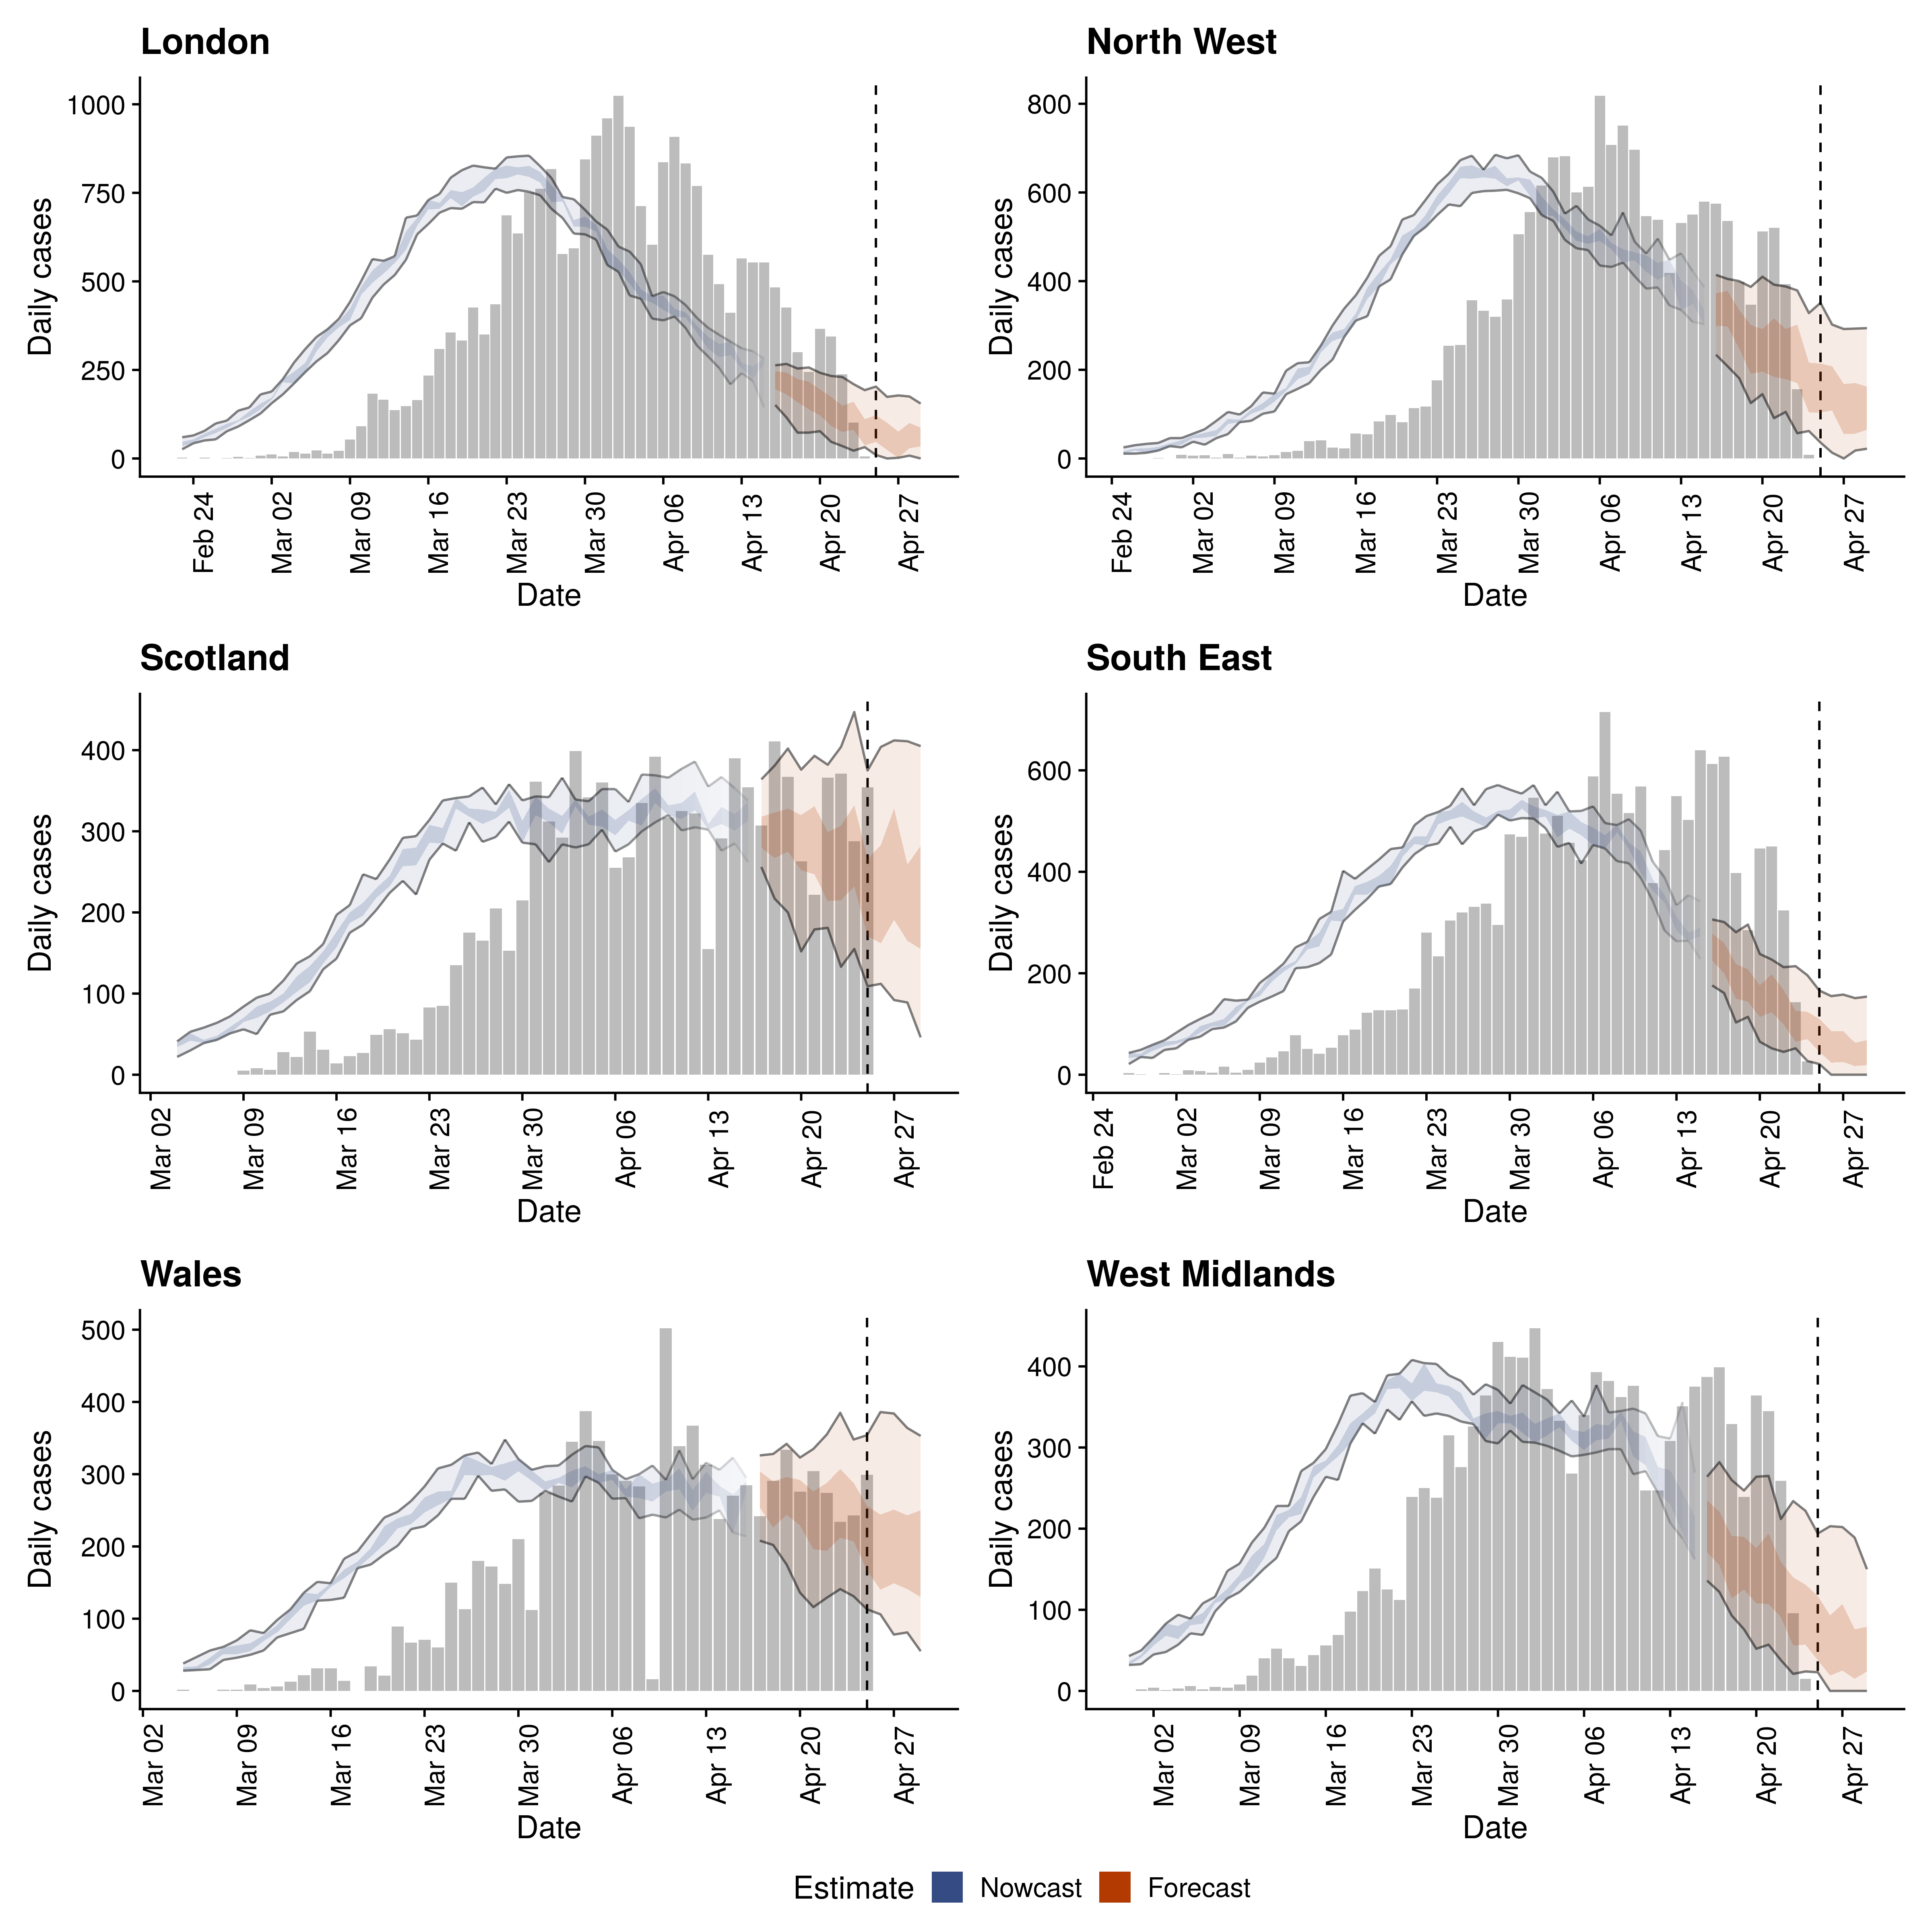 London
Daily cases
1000
750
500
250
0
Feb 24
Mar 02
Mar 09
Mar 16
Mar 23
Mar 30
Apr 06
Apr 13
Apr 20
Apr 27
Date
North West
Daily cases
800
600
400
200
0
Feb 24
Mar 02
Mar 09
Mar 16
Mar 23
Mar 30
Apr 06
Apr 13
Apr 20
Apr 27
Date
Scotland
Daily cases
400
300
200
100
0
Mar 02
Mar 09
Mar 16
Mar 23
Mar 30
Apr 06
Apr 13
Apr 20
Apr 27
Date
South East
Daily cases
600
400
200
0
Feb 24
Mar 02
Mar 09
Mar 16
Mar 23
Mar 30
Apr 06
Apr 13
Apr 20
Apr 27
Date
Wales
Daily cases
500
400
300
200
100
0
Mar 02
Mar 09
Mar 16
Mar 23
Mar 30
Apr 06
Apr 13
Apr 20
Apr 27
Date
West Midlands
Daily cases
400
300
200
100
0
Mar 02
Mar 09
Mar 16
Mar 23
Mar 30
Apr 06
Apr 13
Apr 20
Apr 27
Date
Estimate Nowcast Forecast